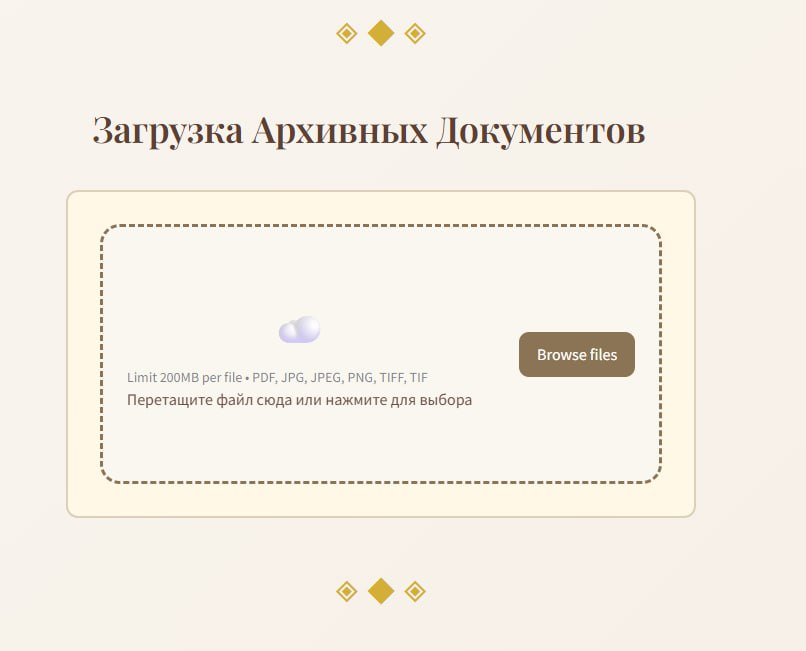 Загрузка Архивных Документов
Limit 200MB per file • PDF, JPG, JPEG, PNG, TIFF, TIF
Перетащите файл сюда или нажмите для выбора
Browse files